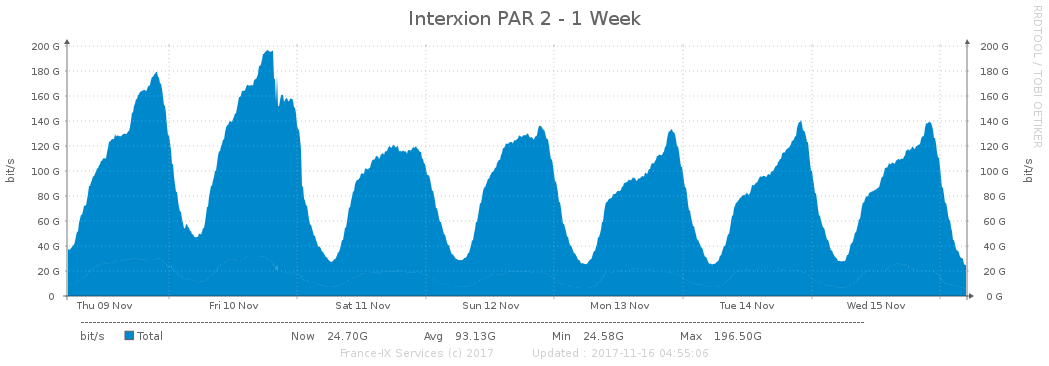 Interxion PAR 2 - 1 Week
RRDTOOL / TOBI OETIKER
bit/s
200 G
180 G
160 G
140 G
120 G
100 G
80 G
60 G
40 G
20 G
0
200 G
180 G
160 G
140 G
120 G
100 G
80 G
60 G
40 G
20 G
0 G
bit/s
Thu 09 Nov Fri 10 Nov Sat 11 Nov Sun 12 Nov Mon 13 Nov Tue 14 Nov Wed 15 Nov
bit/s Total Now 24.70G Avg 93.13G Min 24.58G Max 196.50G
France-IX Services (c) 2017 Updated : 2017-11-16 04:55:06